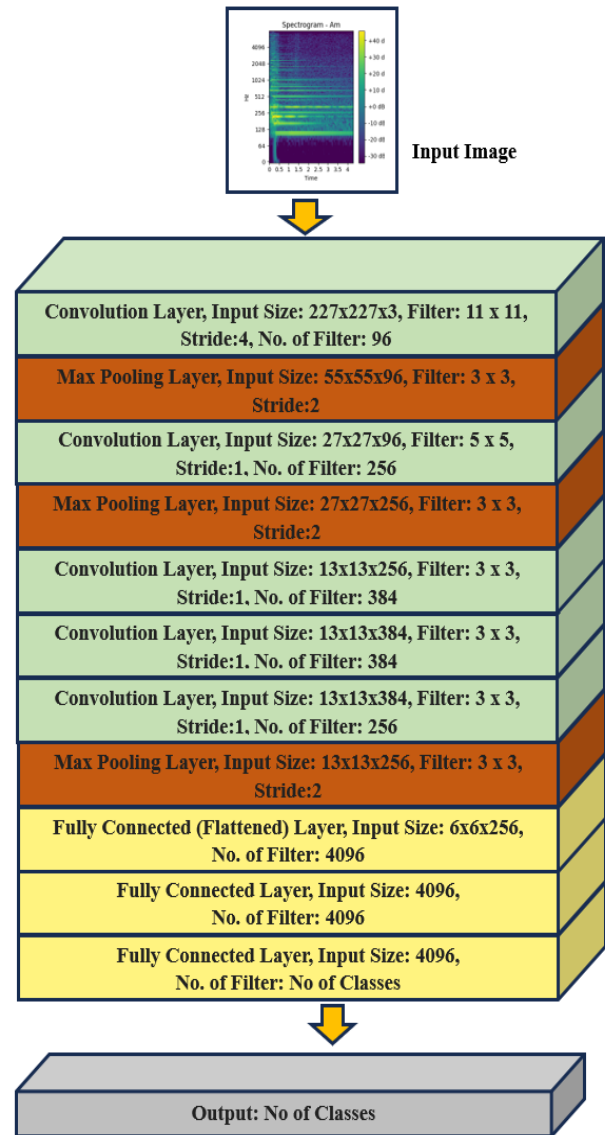 Spectrogram - Am
4096
2048
1024
512
256
128
64
0
Hz
0 0.5 1 1.5 2 2.5 3 3.5 4
Time
+40 d
+30 d
+20 d
+10 d
+0 dB
-10 dB
-20 dB
-30 dB
Input Image
Convolution Layer, Input Size: 227x227x3, Filter: 11 x 11,
Stride:4, No. of Filter: 96
Max Pooling Layer, Input Size: 55x55x96, Filter: 3 x 3,
Stride:2
Convolution Layer, Input Size: 27x27x96, Filter: 5 x 5,
Stride:1, No. of Filter: 256
Max Pooling Layer, Input Size: 27x27x256, Filter: 3 x 3,
Stride:2
Convolution Layer, Input Size: 13x13x256, Filter: 3 x 3,
Stride:1, No. of Filter: 384
Convolution Layer, Input Size: 13x13x384, Filter: 3 x 3,
Stride:1, No. of Filter: 384
Convolution Layer, Input Size: 13x13x384, Filter: 3 x 3,
Stride:1, No. of Filter: 256
Max Pooling Layer, Input Size: 13x13x256, Filter: 3 x 3,
Stride:2
Fully Connected (Flattened) Layer, Input Size: 6x6x256,
No. of Filter: 4096
Fully Connected Layer, Input Size: 4096,
No. of Filter: 4096
Fully Connected Layer, Input Size: 4096,
No. of Filter: No of Classes
Output: No of Classes